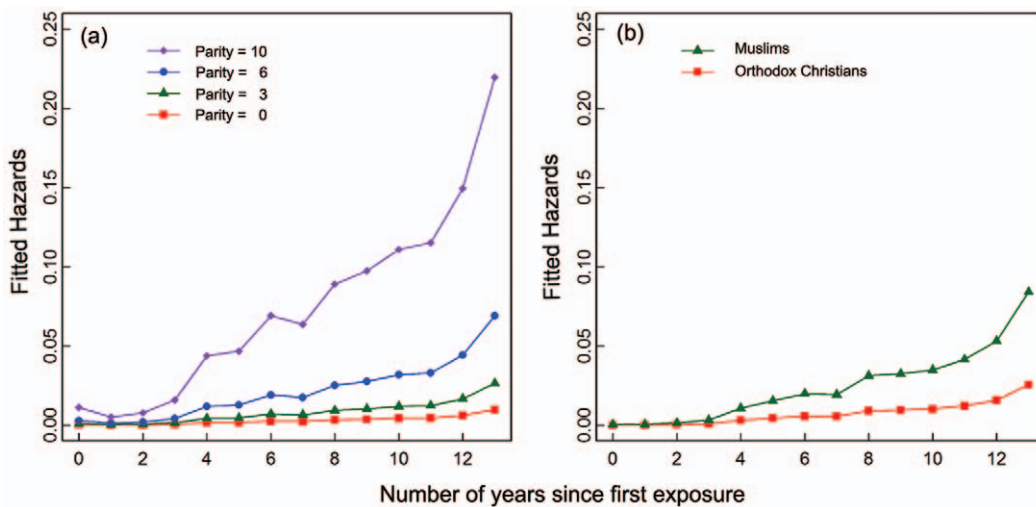 (a)
Parity = 10
Parity = 6
Parity = 3
Parity = 0
Fitted Hazards
0.25
0.20
0.15
0.10
0.05
0.00
0 2 4 6 8 10 12
(b)
Muslims
Orthodox Christians
Fitted Hazards
0.25
0.20
0.15
0.10
0.05
0.00
0 2 4 6 8 10 12
Number of years since first exposure